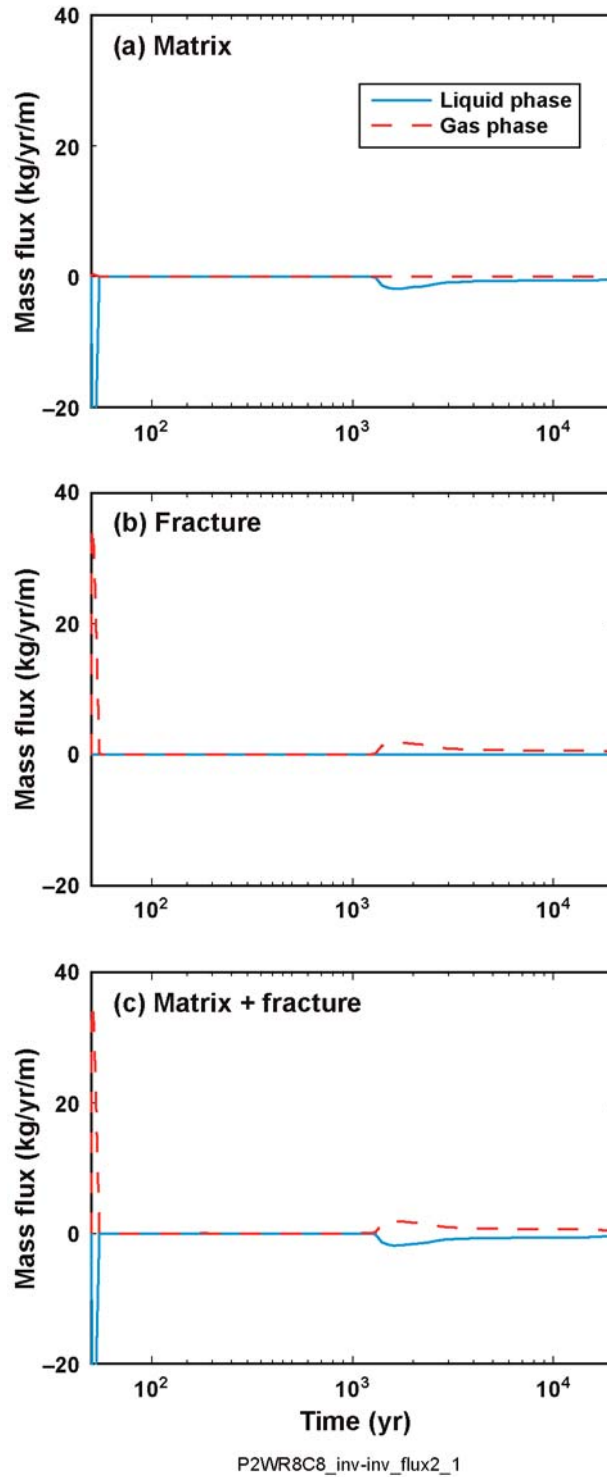 40
(a) Matrix
Liquid phase
Gas phase
20
0
–20
Mass flux (kg/yr/m)
10²
10³
10⁴
40
(b) Fracture
20
0
–20
Mass flux (kg/yr/m)
10²
10³
10⁴
40
(c) Matrix + fracture
20
0
–20
Mass flux (kg/yr/m)
10²
10³
10⁴
Time (yr)
P2WR8C8_inv-inv_flux2_1